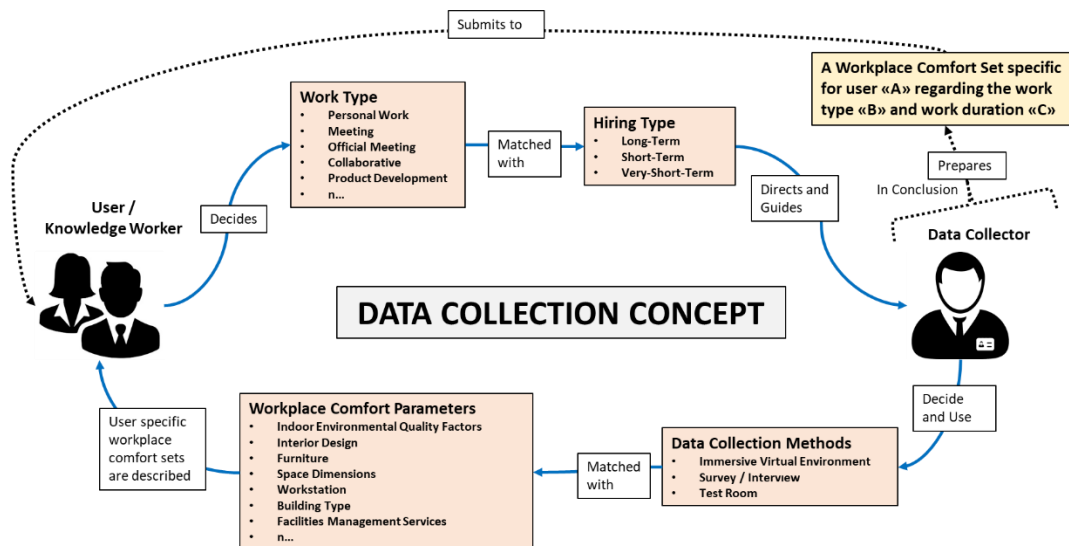 Submits to
A Workplace Comfort Set specific
for user «A» regarding the work
type «B» and work duration «C»
Work Type
• Personal Work
• Meeting
• Official Meeting
• Collaborative
• Product Development
• n...
Matched
with
Hiring Type
• Long-Term
• Short-Term
• Very-Short-Term
Prepares
In Conclusion
Directs and
Guides
Decides
User /
Knowledge Worker
Data Collector
DATA COLLECTION CONCEPT
Decide
and Use
User specific
workplace
comfort sets
are described
Workplace Comfort Parameters
• Indoor Environmental Quality Factors
• Interior Design
• Furniture
• Space Dimensions
• Workstation
• Building Type
• Facilities Management Services
• n...
Matched
with
Data Collection Methods
• Immersive Virtual Environment
• Survey / Interview
• Test Room